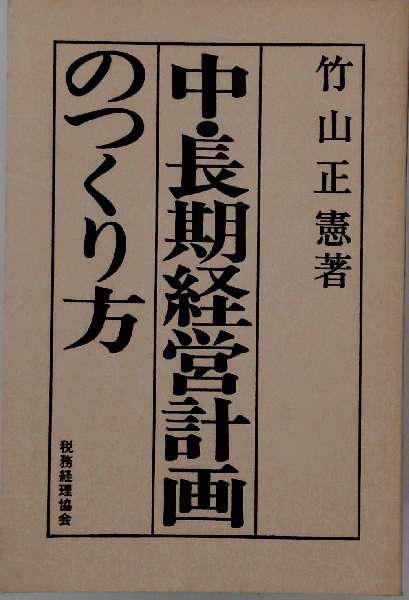 竹山正憲著
中・長期経営計画
のつくり方
税務経理協会